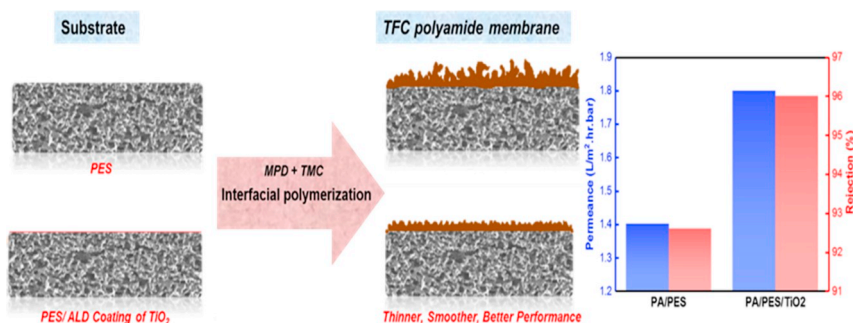 Substrate
TFC polyamide membrane
PES
MPD + TMC
Interfacial polymerization
PES/ ALD Coating of TiO₂
Thinner, Smoother, Better Performance
Permeance (L/m².hr.bar)
1.9
1.8
1.7
1.6
1.5
1.4
1.3
1.2
97
96
95
94
93
92
91
Rejection (%)
PA/PES
PA/PES/TiO2